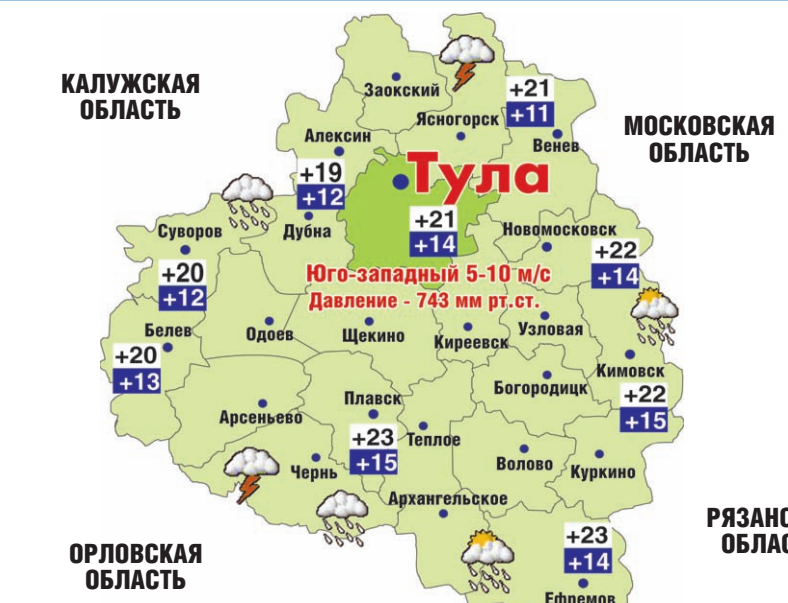 КАЛУЖСКАЯ
ОБЛАСТЬ
Заокский
+21
+11
Ясногорск
Венев
МОСКОВСКАЯ
ОБЛАСТЬ
Алексин
+19
+12
Тула
+21
+14
Дубна
Суворов
+20
+12
Новомосковск
+22
+14
Юго-западный 5-10 м/с
Давление - 743 мм рт.ст.
Белев
+20
+13
Одоев
Щекино
Киреевск
Узловая
Кимовск
+22
+15
Богородицк
Арсеньево
Плавск
+23
+15
Теплое
Чернь
Волово
Куркино
Архангельское
ОРЛОВСКАЯ
ОБЛАСТЬ
+23
+14
Ефремов